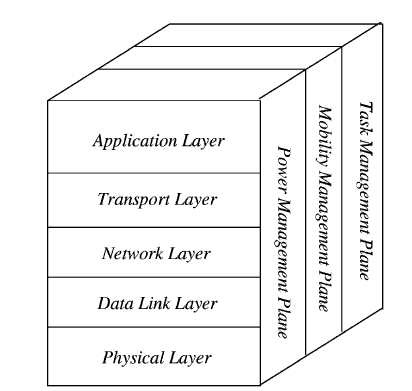 Application Layer
Transport Layer
Network Layer
Data Link Layer
Physical Layer
Power Management Plane
Mobility Management Plane
Task Management Plane